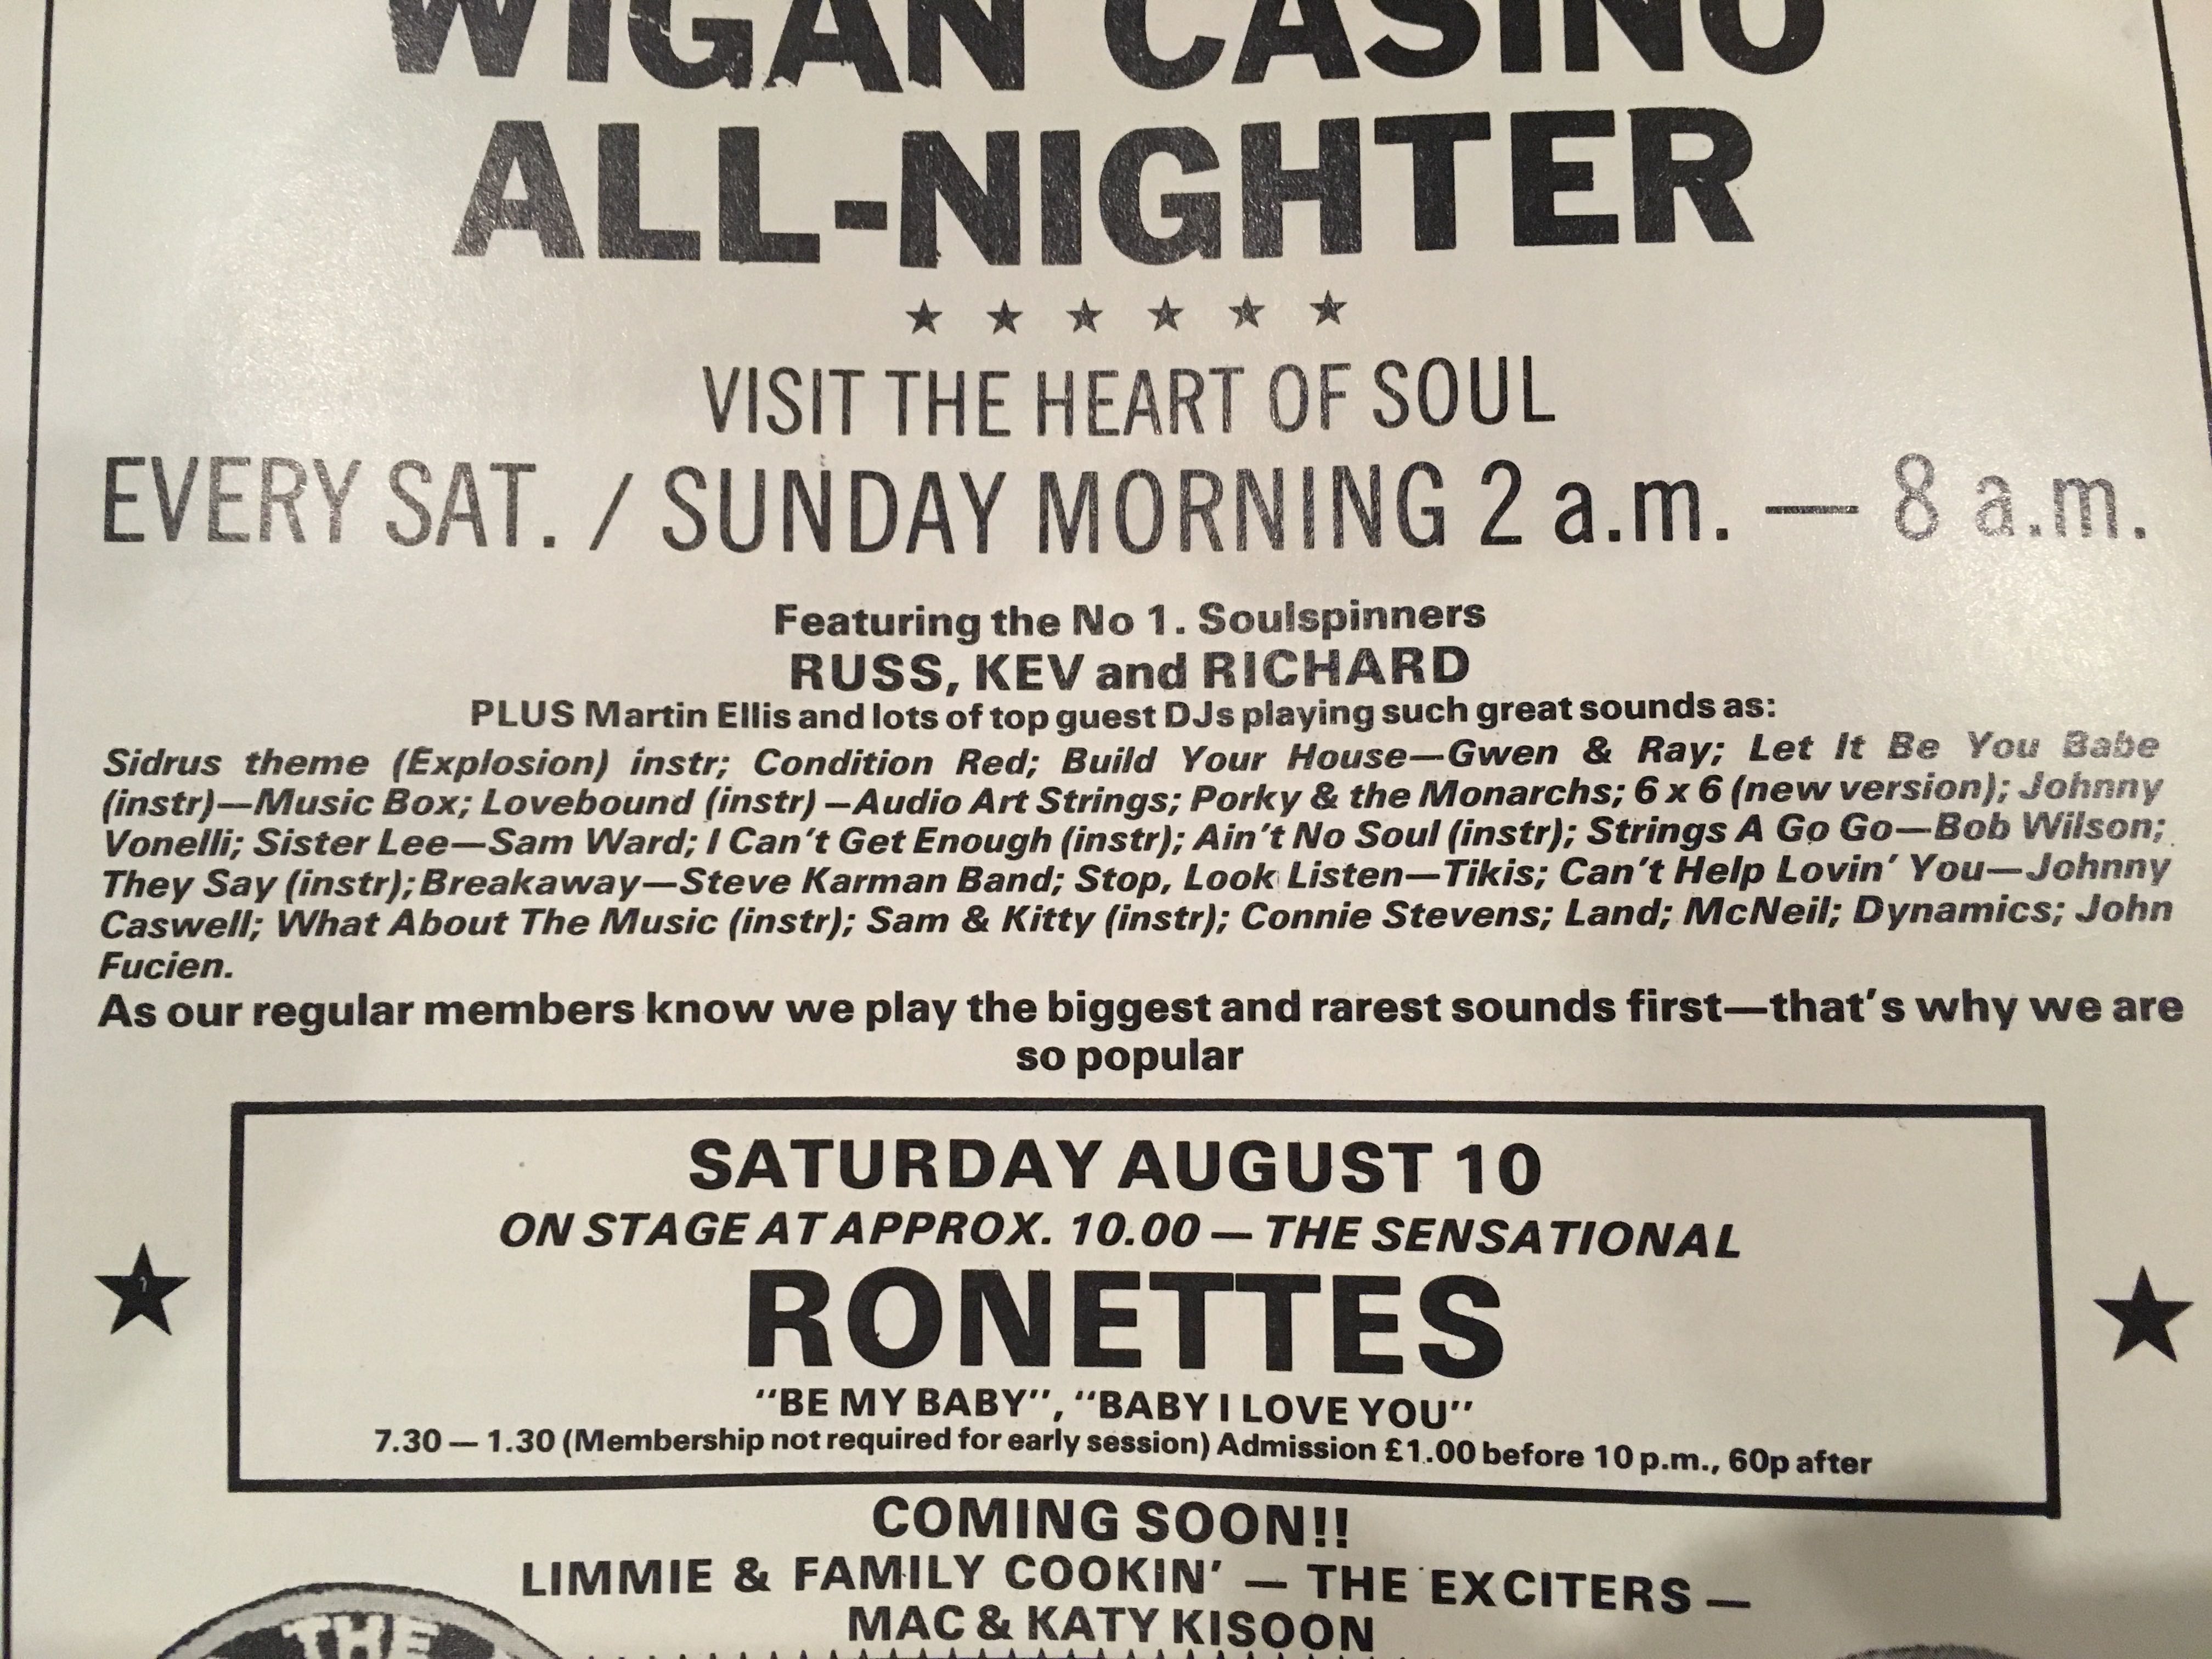 WIGAN CASINO
ALL-NIGHTER
VISIT THE HEART OF SOUL
EVERY SAT. / SUNDAY MORNING 2 a.m. — 8 a.m.
Featuring the No 1. Soulspinners
RUSS, KEV and RICHARD
PLUS Martin Ellis and lots of top guest DJs playing such great sounds as:
Sidrus theme (Explosion) instr; Condition Red; Build Your House—Gwen & Ray; Let It Be You Babe
(instr)—Music Box; Lovebound (instr) —Audio Art Strings; Porky & the Monarchs; 6 x 6 (new version); Johnny
Vonelli; Sister Lee—Sam Ward; I Can't Get Enough (instr); Ain't No Soul (instr); Strings A Go Go—Bob Wilson;
They Say (instr); Breakaway—Steve Karman Band; Stop, Look Listen—Tikis; Can't Help Lovin' You—Johnny
Caswell; What About The Music (instr); Sam & Kitty (instr); Connie Stevens; Land; McNeil; Dynamics; John
Fucien.
As our regular members know we play the biggest and rarest sounds first—that's why we are
so popular
SATURDAY AUGUST 10
ON STAGE AT APPROX. 10.00 — THE SENSATIONAL
RONETTES
"BE MY BABY", "BABY I LOVE YOU"
7.30 — 1.30 (Membership not required for early session) Admission £1.00 before 10 p.m., 60p after
COMING SOON!!
LIMMIE & FAMILY COOKIN' — THE EXCITERS —
MAC & KATY KISOON
THE